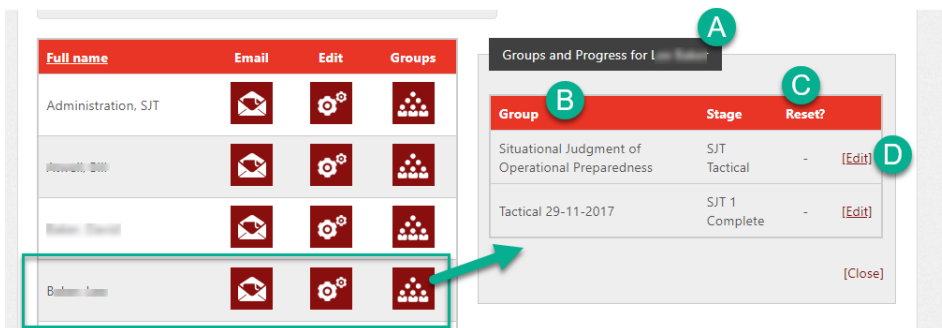 A
Groups and Progress for
Full name Email Edit Groups
B
C
Group Stage Reset?
Administration, SJT
Situational Judgment of
Operational Preparedness
SJT
Tactical
-
[Edit]
D
Tactical 29-11-2017
SJT 1
Complete
-
[Edit]
[Close]